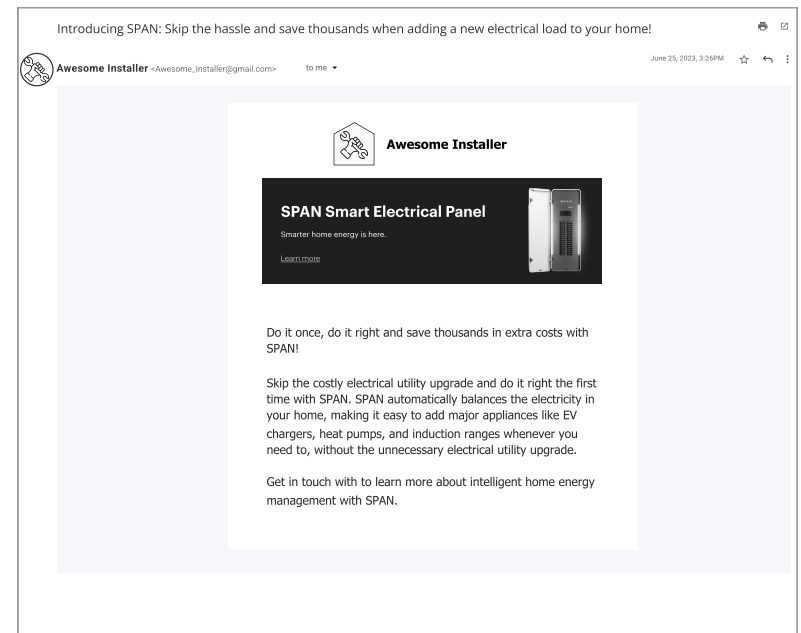 Introducing SPAN: Skip the hassle and save thousands when adding a new electrical load to your home!
Awesome Installer <Awesome_Installer@gmail.com> to me
June 25, 2023, 3:26PM
Awesome Installer
SPAN Smart Electrical Panel
Smarter home energy is here.
Learn more
Do it once, do it right and save thousands in extra costs with
SPAN!
Skip the costly electrical utility upgrade and do it right the first
time with SPAN. SPAN automatically balances the electricity in
your home, making it easy to add major appliances like EV
chargers, heat pumps, and induction ranges whenever you
need to, without the unnecessary electrical utility upgrade.
Get in touch with to learn more about intelligent home energy
management with SPAN.